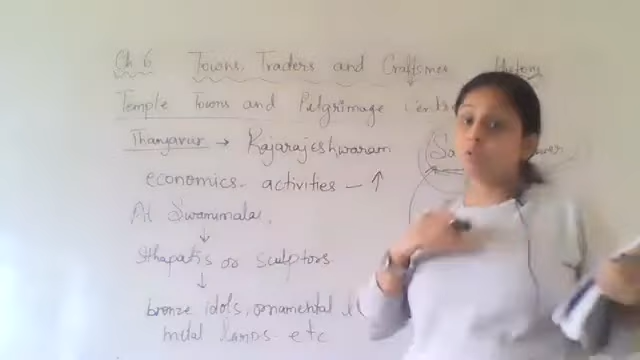 Ch 6 Towns, Traders and Craftsmen History
Temple Towns and Pilgrimage
Thanjavur → Rajarajeshwaram
economics activities - ↑
At Swamimalai,
↓
Sthapatis or sculptors
↓
bronze idols, ornamental
metal lamps etc